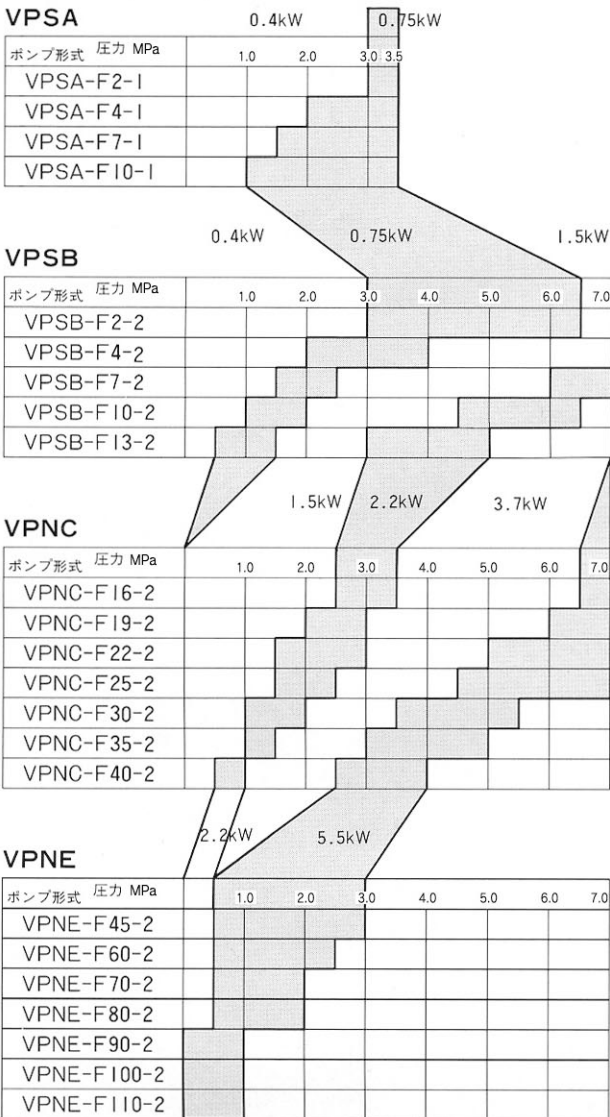 VPSA
0.4kW 0.75kW
ポンプ形式 圧力 MPa 1.0 2.0 3.0 3.5
VPSA-F2-1
VPSA-F4-1
VPSA-F7-1
VPSA-F10-1
0.4kW 0.75kW 1.5kW
VPSB
ポンプ形式 圧力 MPa 1.0 2.0 3.0 4.0 5.0 6.0 7.0
VPSB-F2-2
VPSB-F4-2
VPSB-F7-2
VPSB-F10-2
VPSB-F13-2
1.5kW 2.2kW 3.7kW
VPNC
ポンプ形式 圧力 MPa 1.0 2.0 3.0 4.0 5.0 6.0 7.0
VPNC-F16-2
VPNC-F19-2
VPNC-F22-2
VPNC-F25-2
VPNC-F30-2
VPNC-F35-2
VPNC-F40-2
2.2kW 5.5kW
VPNE
ポンプ形式 圧力 MPa 1.0 2.0 3.0 4.0 5.0 6.0 7.0
VPNE-F45-2
VPNE-F60-2
VPNE-F70-2
VPNE-F80-2
VPNE-F90-2
VPNE-F100-2
VPNE-F110-2